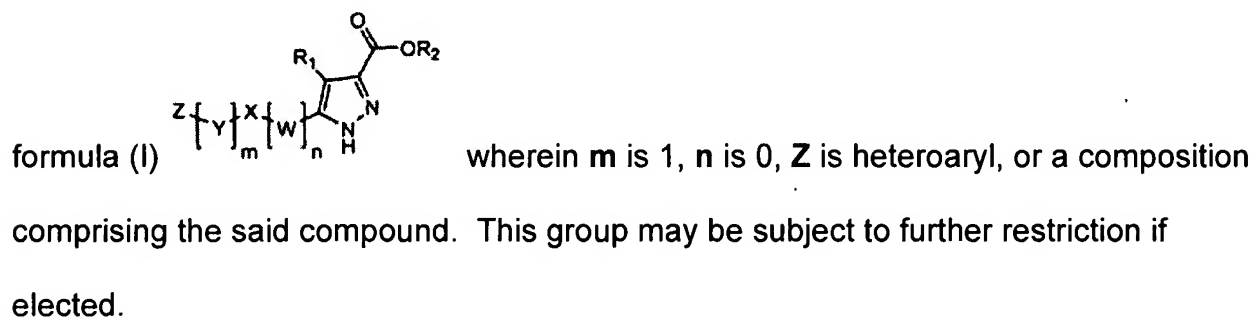 O
R1 OR2
Z Y m X W n N N H
formula (I) wherein m is 1, n is 0, Z is heteroaryl, or a composition
comprising the said compound. This group may be subject to further restriction if
elected.